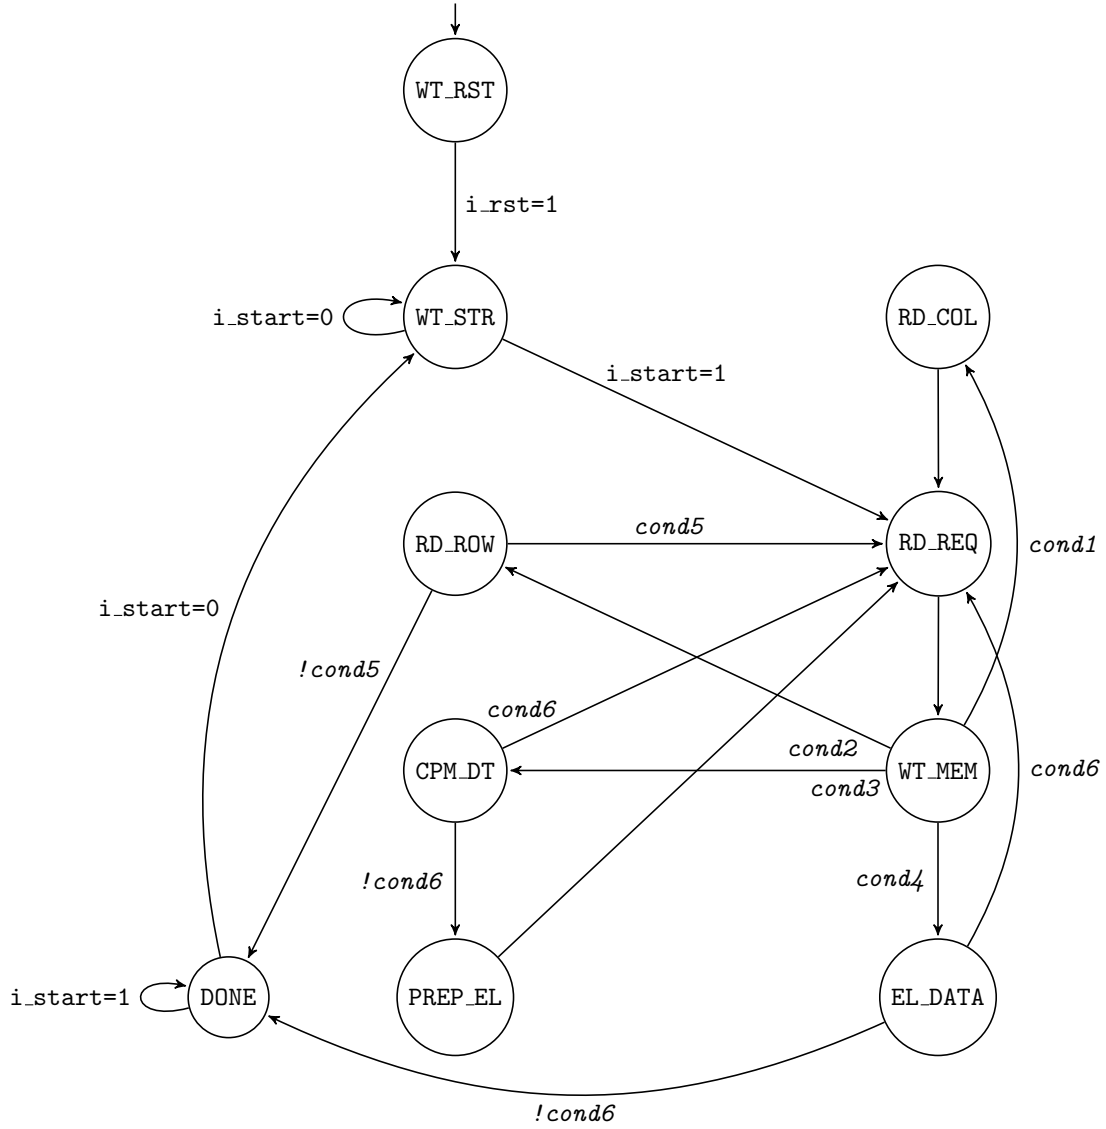 WT_RST
i_rst=1
i_start=0
WT_STR
RD_COL
i_start=1
cond5
RD_ROW
RD_REQ
cond1
i_start=0
!cond5
cond6
cond2
CPM_DT
WT_MEM
cond6
cond3
!cond6
cond4
i_start=1
DONE
PREP_EL
EL_DATA
!cond6